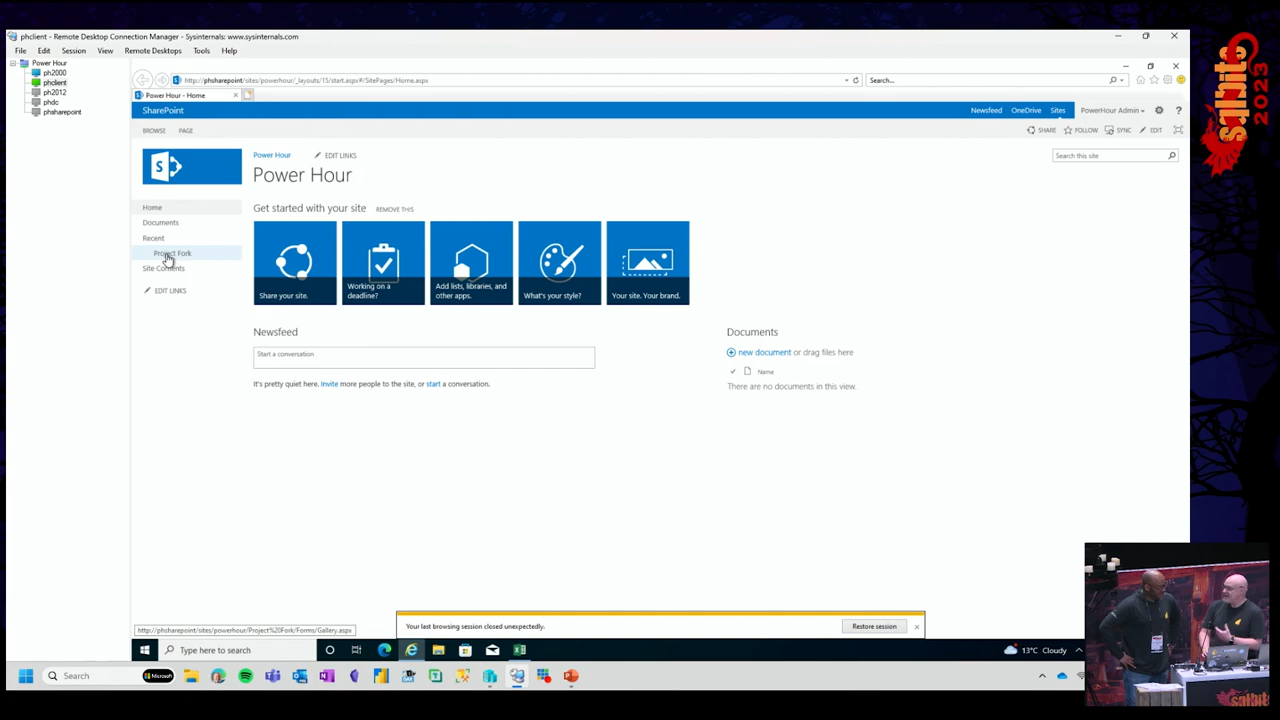 phclient - Remote Desktop Connection Manager - Sysinternals: www.sysinternals.com
File Edit Session View Remote Desktops Tools Help
Power Hour
ph2000
phclient
ph2012
phdc
phsharepoint
http://phsharepoint/sites/powerhour/_layouts/15/start.aspx#/SitePages/Home.aspx
Search...
Power Hour - Home
SharePoint
Newsfeed OneDrive Sites PowerHour Admin ?
BROWSE PAGE
SHARE FOLLOW SYNC EDIT
Power Hour EDIT LINKS
Search this site
Power Hour
Home
Documents
Recent
Project Fork
Site Contents
EDIT LINKS
Get started with your site REMOVE THIS
Share your site.
Working on a deadline?
Add lists, libraries, and other apps.
What's your style?
Your site. Your brand.
Newsfeed
Start a conversation
It's pretty quiet here. Invite more people to the site, or start a conversation.
Documents
new document or drag files here
Name
There are no documents in this view.
Your last browsing session closed unexpectedly.
Restore session
http://phsharepoint/sites/powerhour/Project%20Fork/Forms/Gallery.aspx
Type here to search
13°C Cloudy
Search
Microsoft
sqlbits
2023